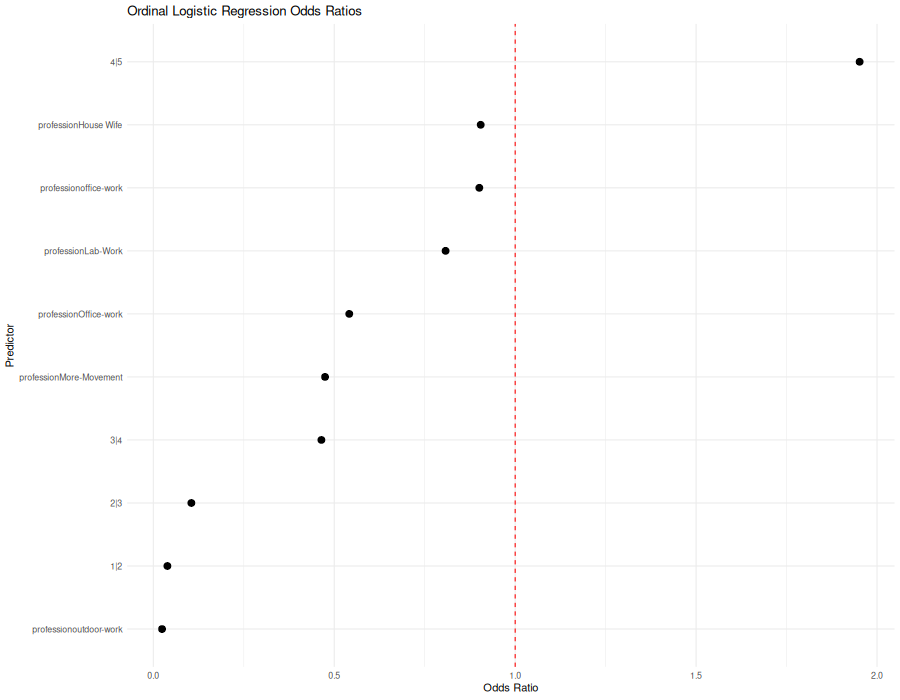 Ordinal Logistic Regression Odds Ratios
Predictor
4|5
professionHouse Wife
professionoffice-work
professionLab-Work
professionOffice-work
professionMore-Movement
3|4
2|3
1|2
professionoutdoor-work
0.0 0.5 1.0 1.5 2.0
Odds Ratio